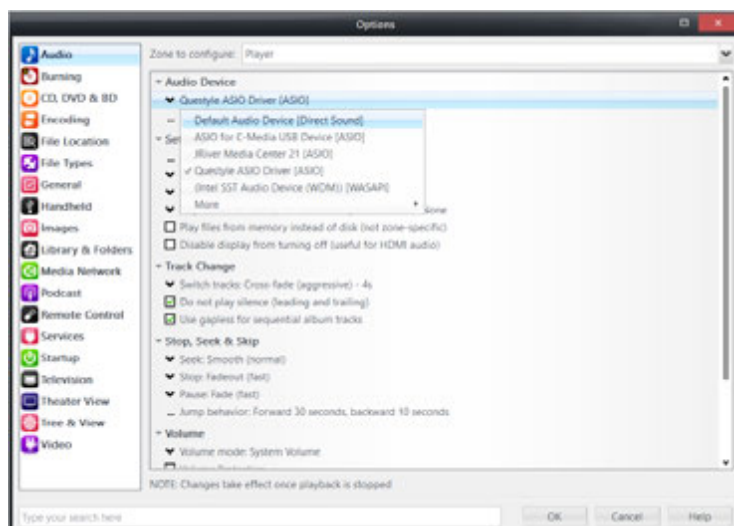 Options
Audio
Burning
CD, DVD & BD
Encoding
File Location
File Types
General
Handheld
Images
Library & Folders
Media Network
Podcast
Remote Control
Services
Startup
Television
Theater View
Tree & View
Video
Zone to configure: Player
Audio Device
Questyle ASIO Driver [ASIO]
Default Audio Device [Direct Sound]
ASIO for C-Media USB Device [ASIO]
JRiver Media Center 21 [ASIO]
Questyle ASIO Driver [ASIO]
(Intel SST Audio Device (WDM)) [WASAPI]
More
Play files from memory instead of disk (not zone-specific)
Disable display from turning off (useful for HDMI audio)
Track Change
Switch tracks: Cross-fade (aggressive) - 4s
Do not play silence (leading and trailing)
Use gapless for sequential album tracks
Stop, Seek & Skip
Seek: Smooth (normal)
Stop: Fadeout (fast)
Pause: Fade (fast)
Jump behavior: Forward 30 seconds, backward 10 seconds
Volume
Volume mode: System Volume
NOTE: Changes take effect once playback is stopped
Type your search here
OK
Cancel
Help